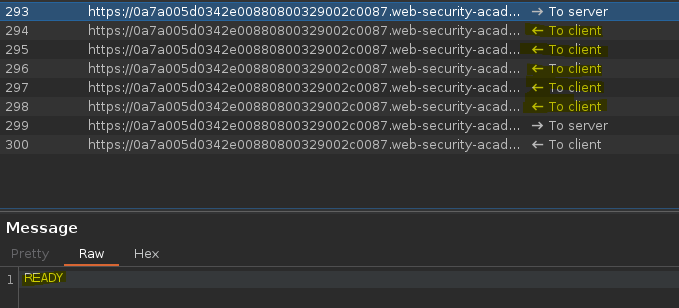 293 https://0a7a005d0342e00880800329002c0087.web-security-acad... → To server
294 https://0a7a005d0342e00880800329002c0087.web-security-acad... ← To client
295 https://0a7a005d0342e00880800329002c0087.web-security-acad... ← To client
296 https://0a7a005d0342e00880800329002c0087.web-security-acad... ← To client
297 https://0a7a005d0342e00880800329002c0087.web-security-acad... ← To client
298 https://0a7a005d0342e00880800329002c0087.web-security-acad... ← To client
299 https://0a7a005d0342e00880800329002c0087.web-security-acad... → To server
300 https://0a7a005d0342e00880800329002c0087.web-security-acad... ← To client
Message
Pretty Raw Hex
1 READY